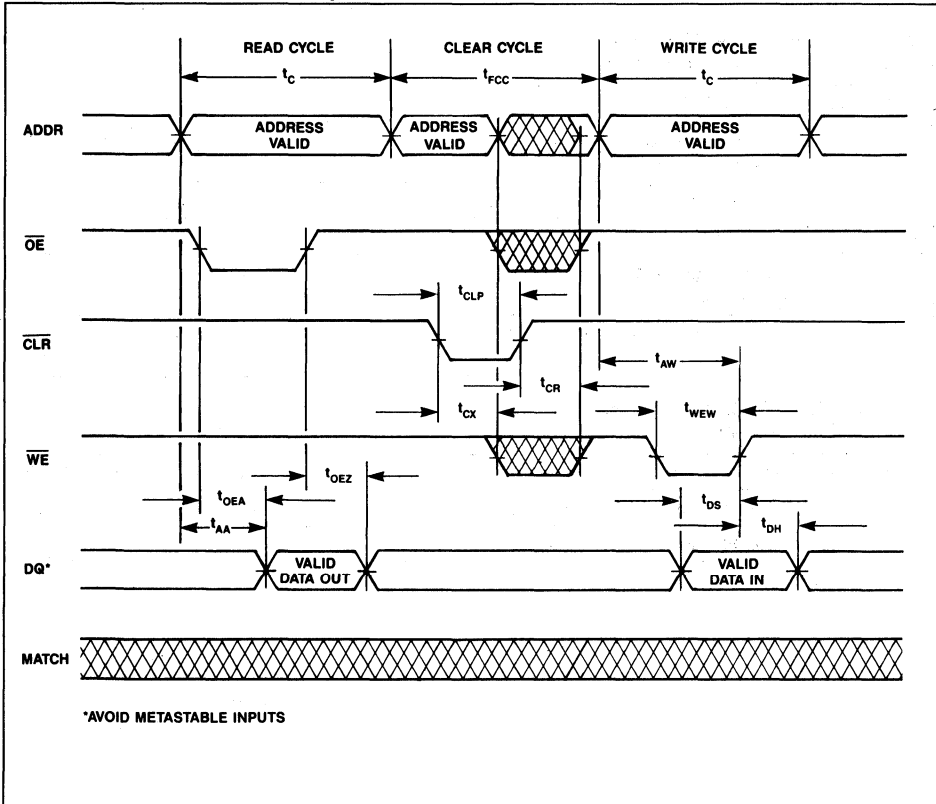 READ CYCLE CLEAR CYCLE WRITE CYCLE
tC tFCC tC
ADDR ADDRESS VALID ADDRESS VALID ADDRESS VALID
OE
tCLP
CLR
tAW
tCR
tCX tWEW
WE
tOEZ
tOEA tDS
tAA tDH
DQ* VALID DATA OUT VALID DATA IN
MATCH
*AVOID METASTABLE INPUTS